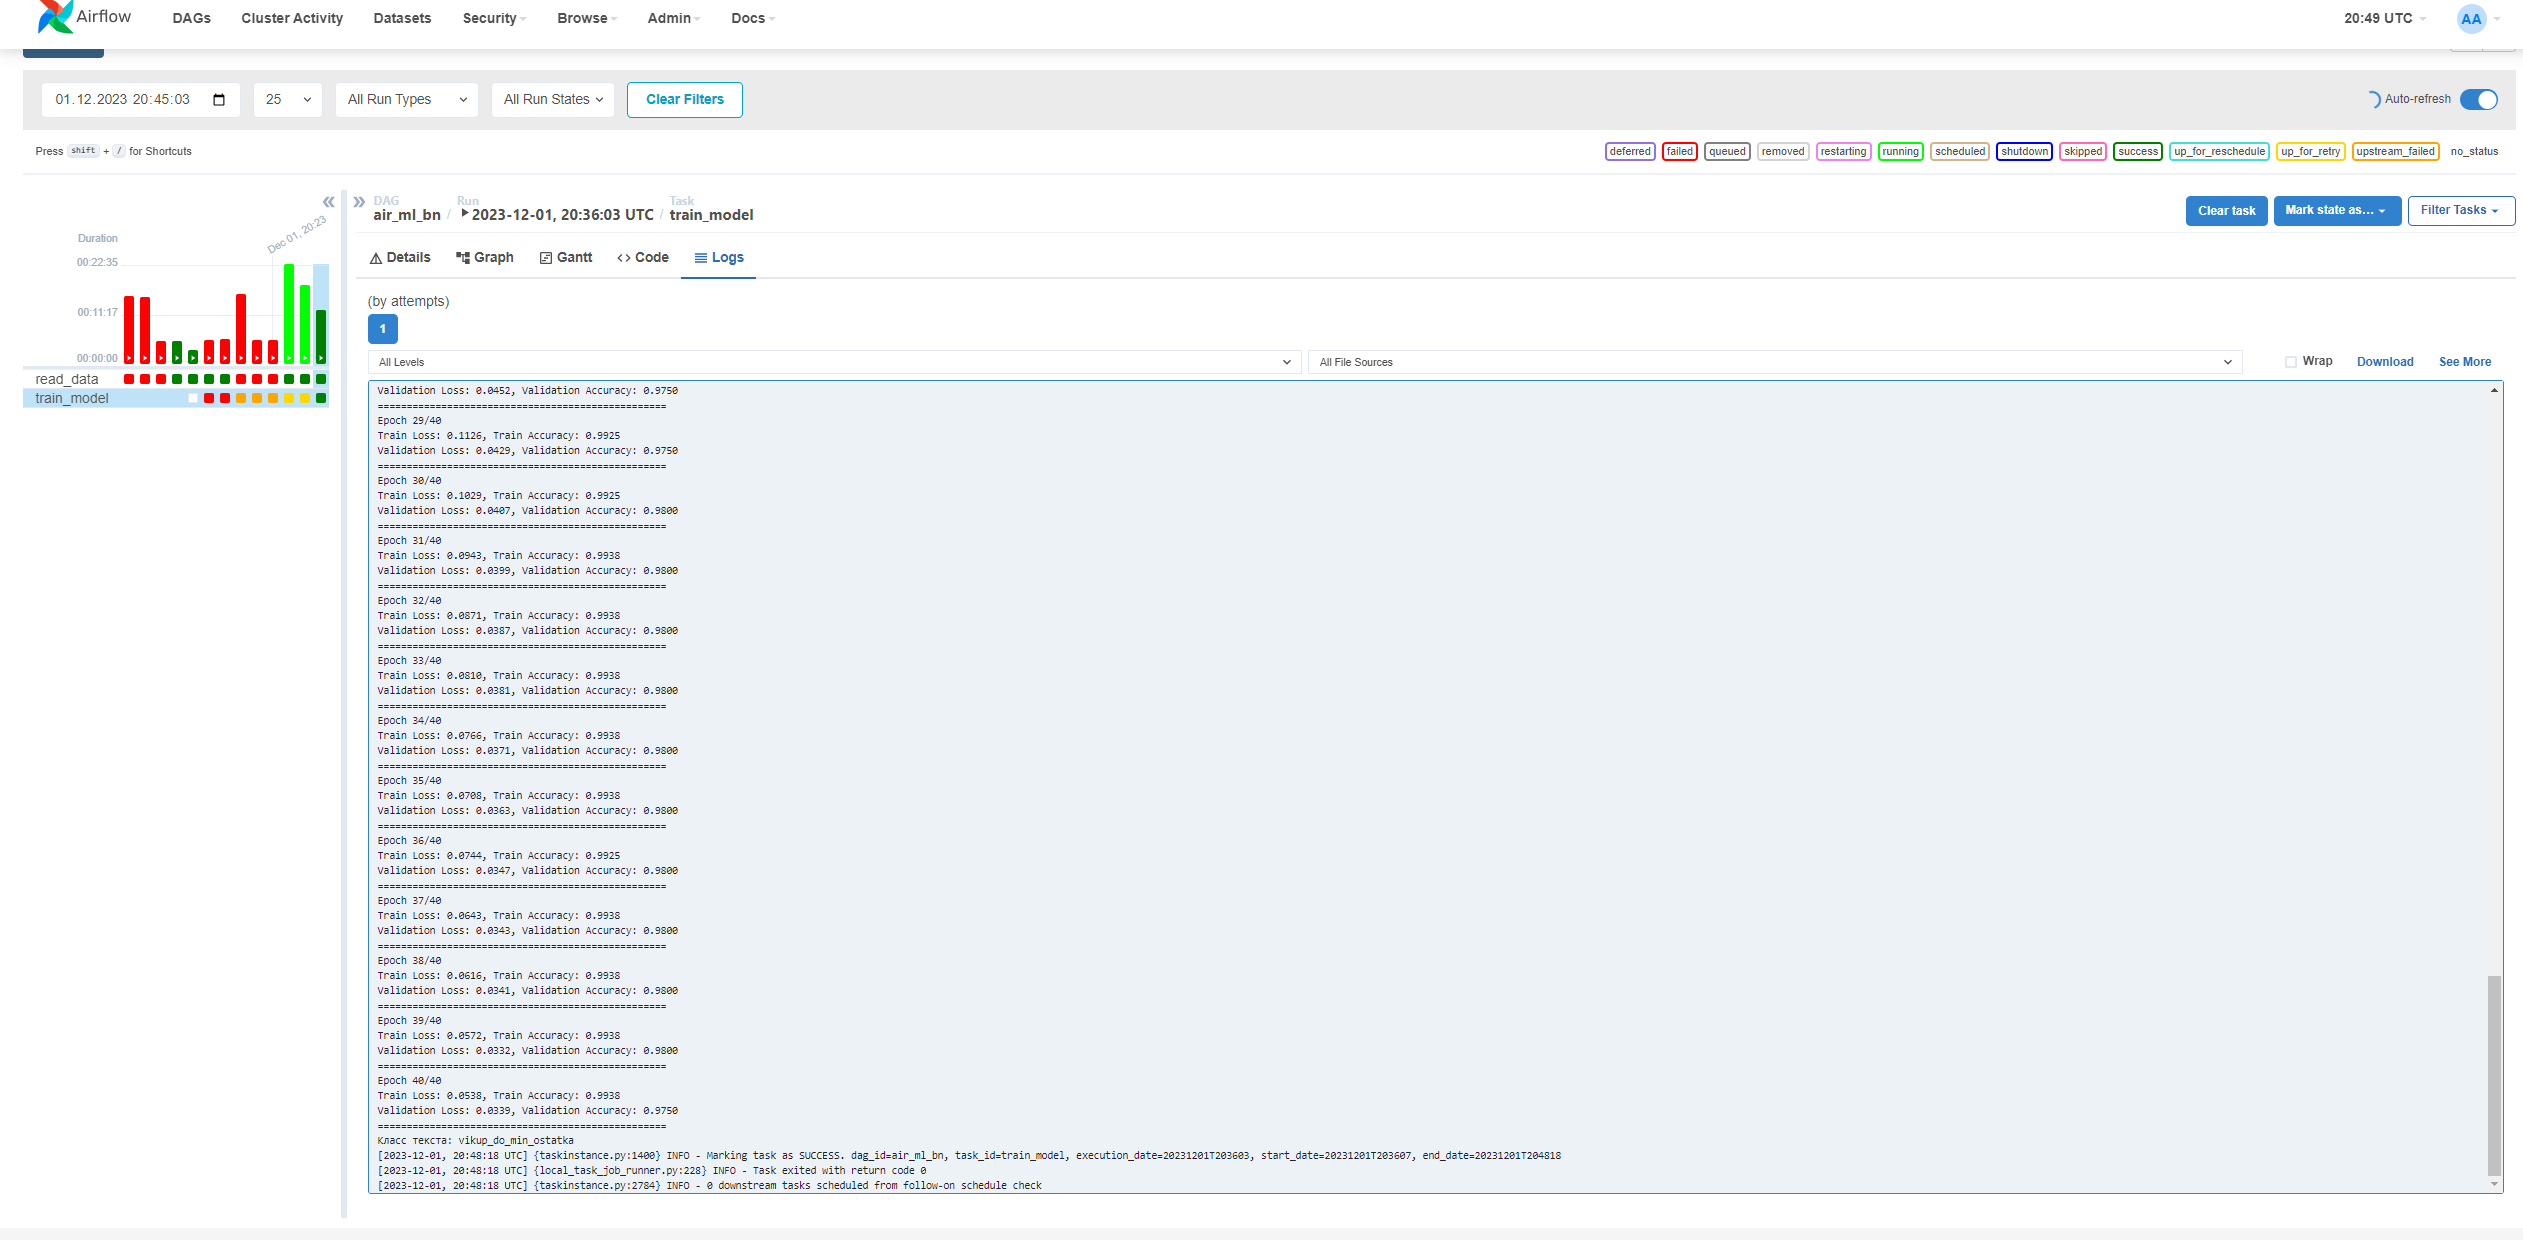 Airflow DAGs Cluster Activity Datasets Security Browse Admin Docs 20:49 UTC AA
01.12.2023 20:45:03 25 All Run Types All Run States Clear Filters Auto-refresh
Press shift + / for Shortcuts deferred failed queued removed restarting running scheduled shutdown skipped success up_for_reschedule up_for_retry upstream_failed no_status
Duration
Dec 01, 20:23
00:22:35
00:11:17
00:00:00
read_data
train_model
DAG Run Task
air_ml_bn / 2023-12-01, 20:36:03 UTC / train_model
Clear task Mark state as... Filter Tasks
Details Graph Gantt Code Logs
(by attempts)
1
All Levels All File Sources Wrap Download See More
Validation Loss: 0.0452, Validation Accuracy: 0.9750
==================================================
Epoch 29/40
Train Loss: 0.1126, Train Accuracy: 0.9925
Validation Loss: 0.0429, Validation Accuracy: 0.9750
==================================================
Epoch 30/40
Train Loss: 0.1029, Train Accuracy: 0.9925
Validation Loss: 0.0407, Validation Accuracy: 0.9800
==================================================
Epoch 31/40
Train Loss: 0.0943, Train Accuracy: 0.9938
Validation Loss: 0.0399, Validation Accuracy: 0.9800
==================================================
Epoch 32/40
Train Loss: 0.0871, Train Accuracy: 0.9938
Validation Loss: 0.0387, Validation Accuracy: 0.9800
==================================================
Epoch 33/40
Train Loss: 0.0810, Train Accuracy: 0.9938
Validation Loss: 0.0381, Validation Accuracy: 0.9800
==================================================
Epoch 34/40
Train Loss: 0.0766, Train Accuracy: 0.9938
Validation Loss: 0.0371, Validation Accuracy: 0.9800
==================================================
Epoch 35/40
Train Loss: 0.0708, Train Accuracy: 0.9938
Validation Loss: 0.0363, Validation Accuracy: 0.9800
==================================================
Epoch 36/40
Train Loss: 0.0744, Train Accuracy: 0.9925
Validation Loss: 0.0347, Validation Accuracy: 0.9800
==================================================
Epoch 37/40
Train Loss: 0.0643, Train Accuracy: 0.9938
Validation Loss: 0.0343, Validation Accuracy: 0.9800
==================================================
Epoch 38/40
Train Loss: 0.0616, Train Accuracy: 0.9938
Validation Loss: 0.0341, Validation Accuracy: 0.9800
==================================================
Epoch 39/40
Train Loss: 0.0572, Train Accuracy: 0.9938
Validation Loss: 0.0332, Validation Accuracy: 0.9800
==================================================
Epoch 40/40
Train Loss: 0.0538, Train Accuracy: 0.9938
Validation Loss: 0.0339, Validation Accuracy: 0.9750
==================================================
Класс текста: vikup_do_min_ostatka
[2023-12-01, 20:48:18 UTC] {taskinstance.py:1400} INFO - Marking task as SUCCESS. dag_id=air_ml_bn, task_id=train_model, execution_date=20231201T203603, start_date=20231201T203607, end_date=20231201T204818
[2023-12-01, 20:48:18 UTC] {local_task_job_runner.py:228} INFO - Task exited with return code 0
[2023-12-01, 20:48:18 UTC] {taskinstance.py:2784} INFO - 0 downstream tasks scheduled from follow-on schedule check